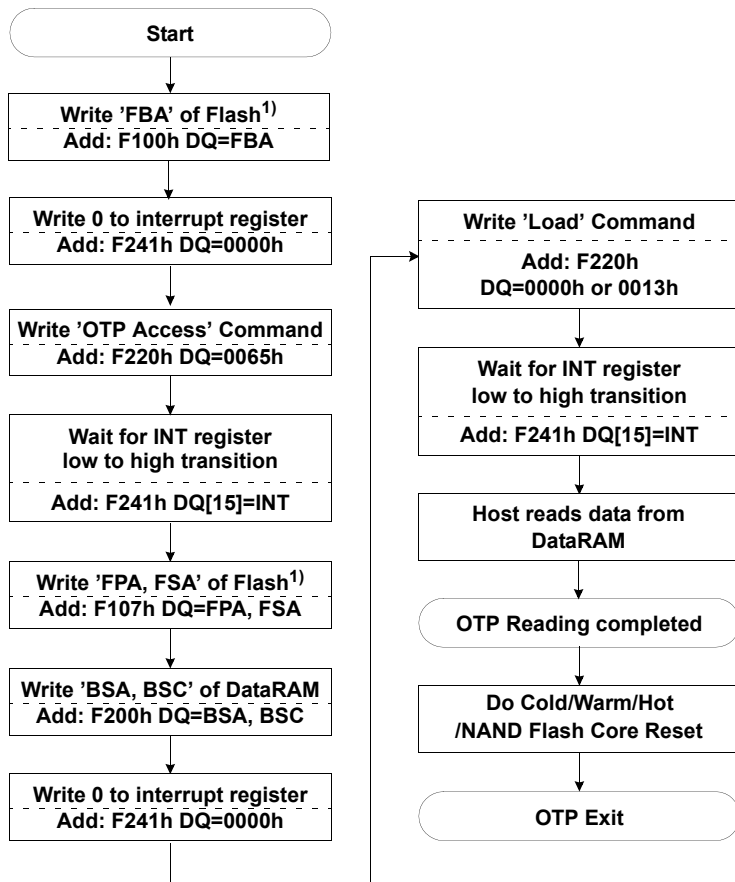 Start
Write ’FBA’ of Flash1)
Add: F100h DQ=FBA
Write 0 to interrupt register
Add: F241h DQ=0000h
Write ’OTP Access’ Command
Add: F220h DQ=0065h
Wait for INT register
low to high transition
Add: F241h DQ[15]=INT
Write ’FPA, FSA’ of Flash1)
Add: F107h DQ=FPA, FSA
Write ’BSA, BSC’ of DataRAM
Add: F200h DQ=BSA, BSC
Write 0 to interrupt register
Add: F241h DQ=0000h
Write ’Load’ Command
Add: F220h
DQ=0000h or 0013h
Wait for INT register
low to high transition
Add: F241h DQ[15]=INT
Host reads data from
DataRAM
OTP Reading completed
Do Cold/Warm/Hot
/NAND Flash Core Reset
OTP Exit